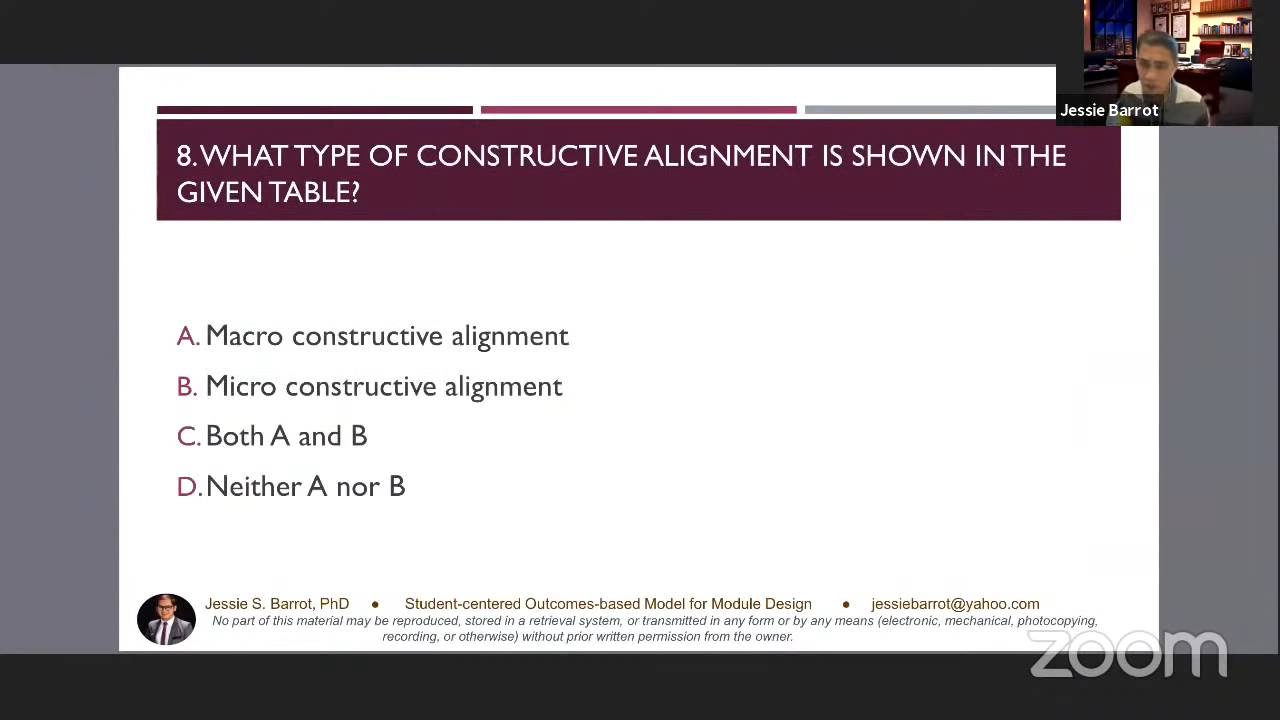 Jessie Barrot
8. WHAT TYPE OF CONSTRUCTIVE ALIGNMENT IS SHOWN IN THE
GIVEN TABLE?
A. Macro constructive alignment
B. Micro constructive alignment
C. Both A and B
D. Neither A nor B
Jessie S. Barrot, PhD • Student-centered Outcomes-based Model for Module Design • jessiebarrot@yahoo.com
No part of this material may be reproduced, stored in a retrieval system, or transmitted in any form or by any means (electronic, mechanical, photocopying,
recording, or otherwise) without prior written permission from the owner.
zoom